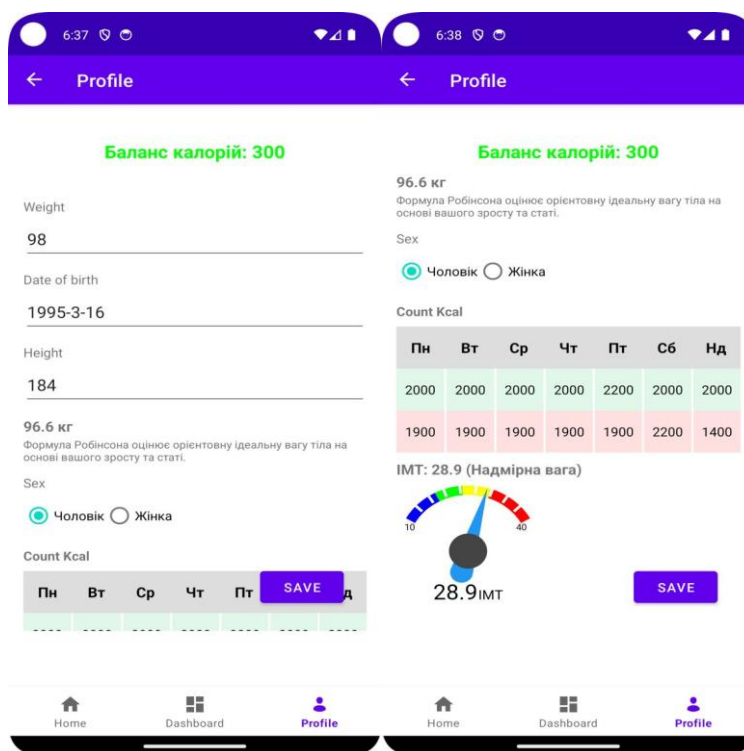 6:37
Profile
Баланс калорій: 300
Weight
98
Date of birth
1995-3-16
Height
184
96.6 кг
Формула Робінсона оцінює орієнтовну ідеальну вагу тіла на
основі вашого зросту та статі.
Sex
Чоловік Жінка
Count Kcal
Пн Вт Ср Чт Пт SAVE д
Home Dashboard Profile
6:38
Profile
Баланс калорій: 300
96.6 кг
Формула Робінсона оцінює орієнтовну ідеальну вагу тіла на
основі вашого зросту та статі.
Sex
Чоловік Жінка
Count Kcal
Пн Вт Ср Чт Пт Сб Нд
2000 2000 2000 2000 2200 2000 2000
1900 1900 1900 1900 1900 2200 1400
ІМТ: 28.9 (Надмірна вага)
10 40
28.9ІМТ
SAVE
Home Dashboard Profile